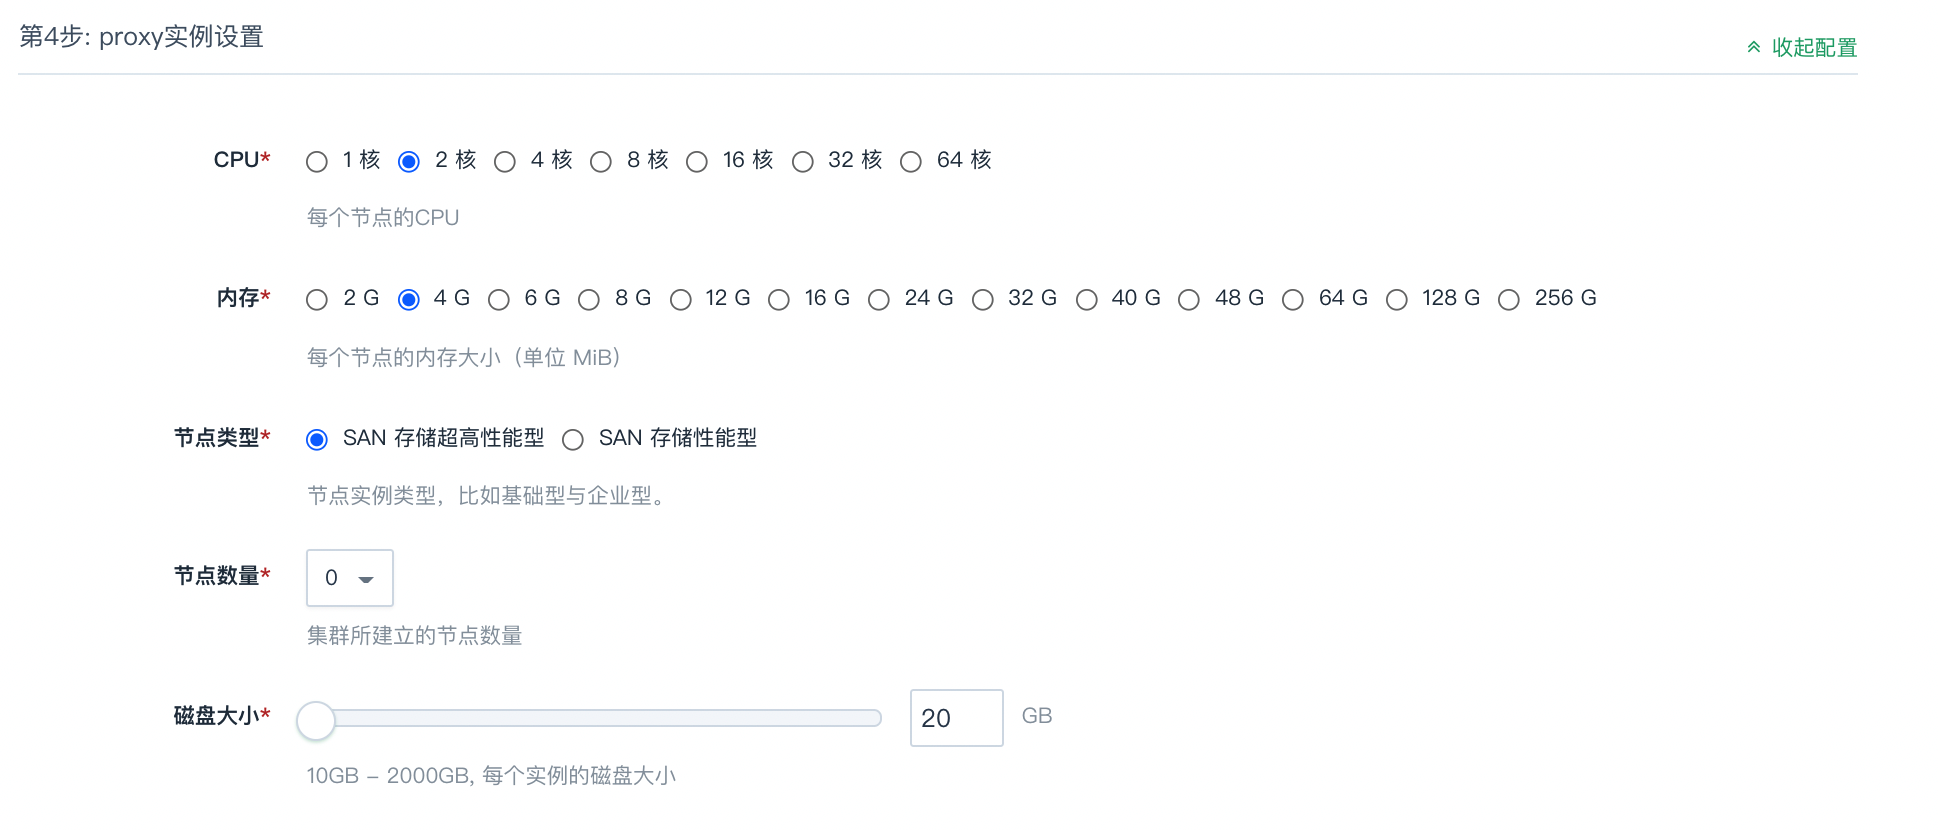 第4步: proxy实例设置
收起配置
CPU* 1 核 2 核 4 核 8 核 16 核 32 核 64 核
每个节点的CPU
内存* 2 G 4 G 6 G 8 G 12 G 16 G 24 G 32 G 40 G 48 G 64 G 128 G 256 G
每个节点的内存大小（单位 MiB）
节点类型* SAN 存储超高性能型 SAN 存储性能型
节点实例类型，比如基础型与企业型。
节点数量* 0
集群所建立的节点数量
磁盘大小* 20 GB
10GB – 2000GB, 每个实例的磁盘大小